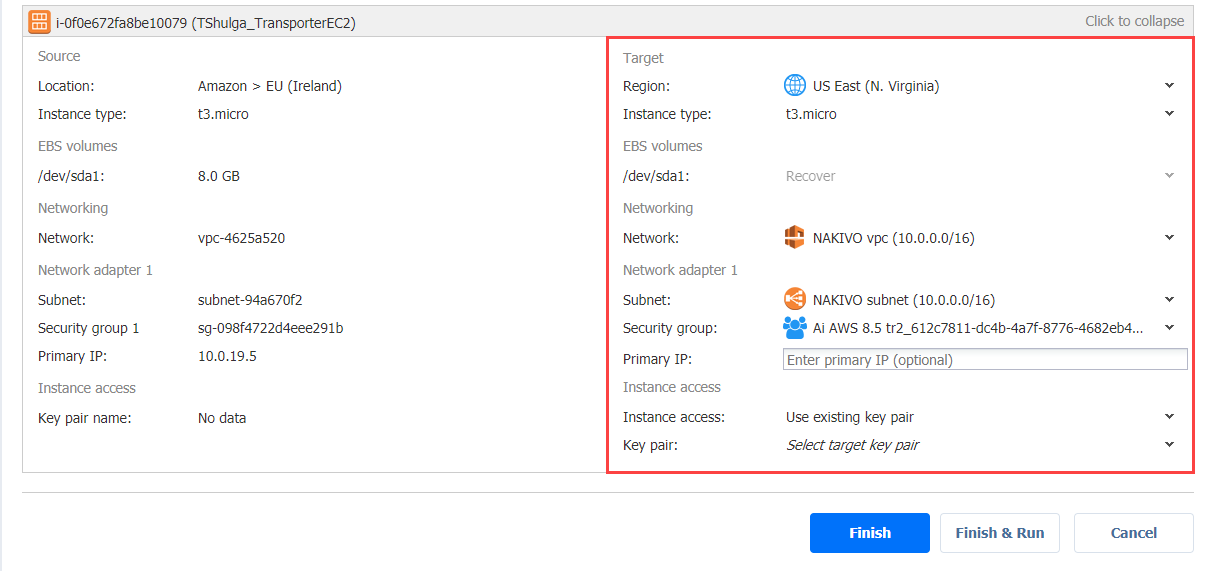 i-0f0e672fa8be10079 (TShulga_TransporterEC2) Click to collapse
Source
Location: Amazon > EU (Ireland)
Instance type: t3.micro
EBS volumes
/dev/sda1: 8.0 GB
Networking
Network: vpc-4625a520
Network adapter 1
Subnet: subnet-94a670f2
Security group 1 sg-098f4722d4eee291b
Primary IP: 10.0.19.5
Instance access
Key pair name: No data
Target
Region: US East (N. Virginia)
Instance type: t3.micro
EBS volumes
/dev/sda1: Recover
Networking
Network: NAKIVO vpc (10.0.0.0/16)
Network adapter 1
Subnet: NAKIVO subnet (10.0.0.0/16)
Security group: Ai AWS 8.5 tr2_612c7811-dc4b-4a7f-8776-4682eb4...
Primary IP: Enter primary IP (optional)
Instance access
Instance access: Use existing key pair
Key pair: Select target key pair
Finish Finish & Run Cancel